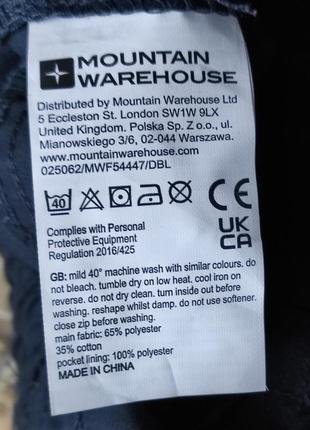 MOUNTAIN
WAREHOUSE
Distributed by Mountain Warehouse Ltd
5 Eccleston St. London SW1W 9LX
United Kingdom. Polska Sp. Z o.o., ul.
Mianowskiego 3/6, 02-044 Warszawa.
www.mountainwarehouse.com
025062/MWF54447/DBL
40
CE
Complies with Personal
Protective Equipment
Regulation 2016/425
UK
CA
GB: mild 40° machine wash with similar colours. do
not bleach. tumble dry on low heat. cool iron on
reverse. do not dry clean. turn inside out before
washing. reshape whilst damp. do not use softener.
close zip before washing.
main fabric: 65% polyester
35% cotton
pocket lining: 100% polyester
MADE IN CHINA